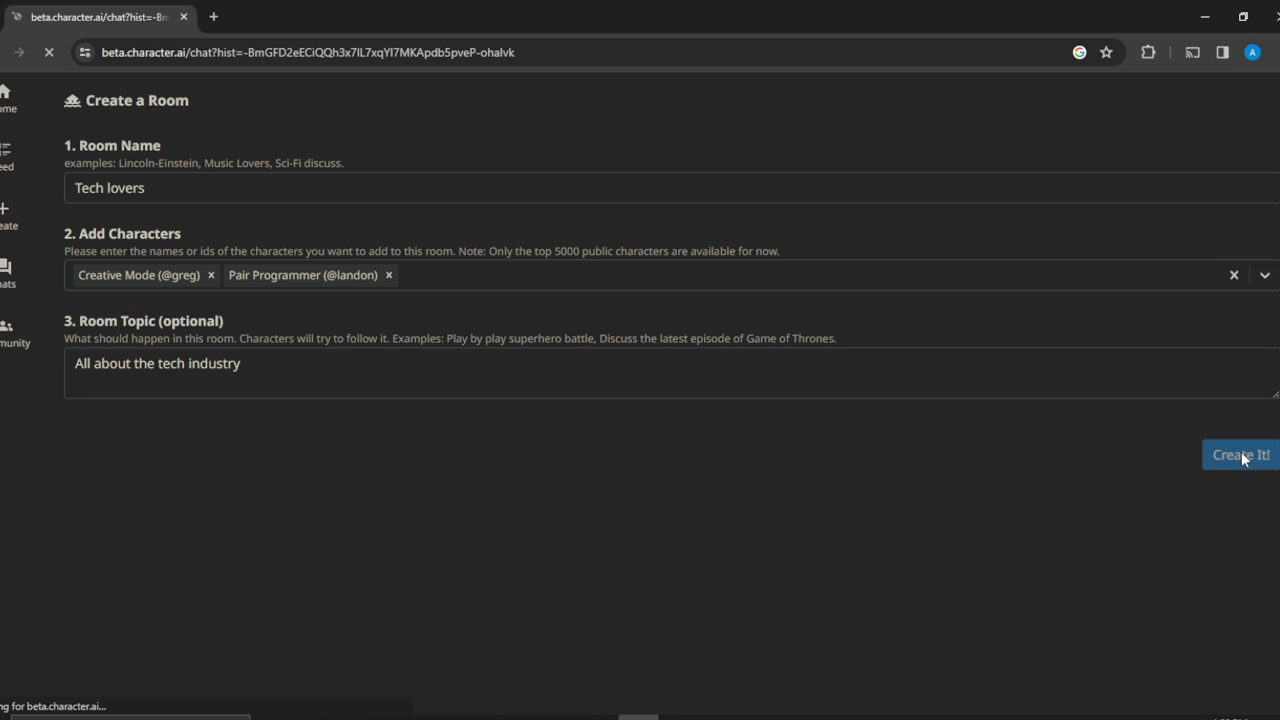 beta.character.ai/chat?hist=-Bm
beta.character.ai/chat?hist=-BmGFD2eECiQQh3x7IL7xqYI7MKApdb5pveP-ohalvk
A
ome
Create a Room
1. Room Name
examples: Lincoln-Einstein, Music Lovers, Sci-Fi discuss.
eed
Tech lovers
eate
2. Add Characters
Please enter the names or ids of the characters you want to add to this room. Note: Only the top 5000 public characters are available for now.
Creative Mode (@greg) × Pair Programmer (@landon) ×
ats
3. Room Topic (optional)
What should happen in this room. Characters will try to follow it. Examples: Play by play superhero battle, Discuss the latest episode of Game of Thrones.
munity
All about the tech industry
Create It!
ng for beta.character.ai...